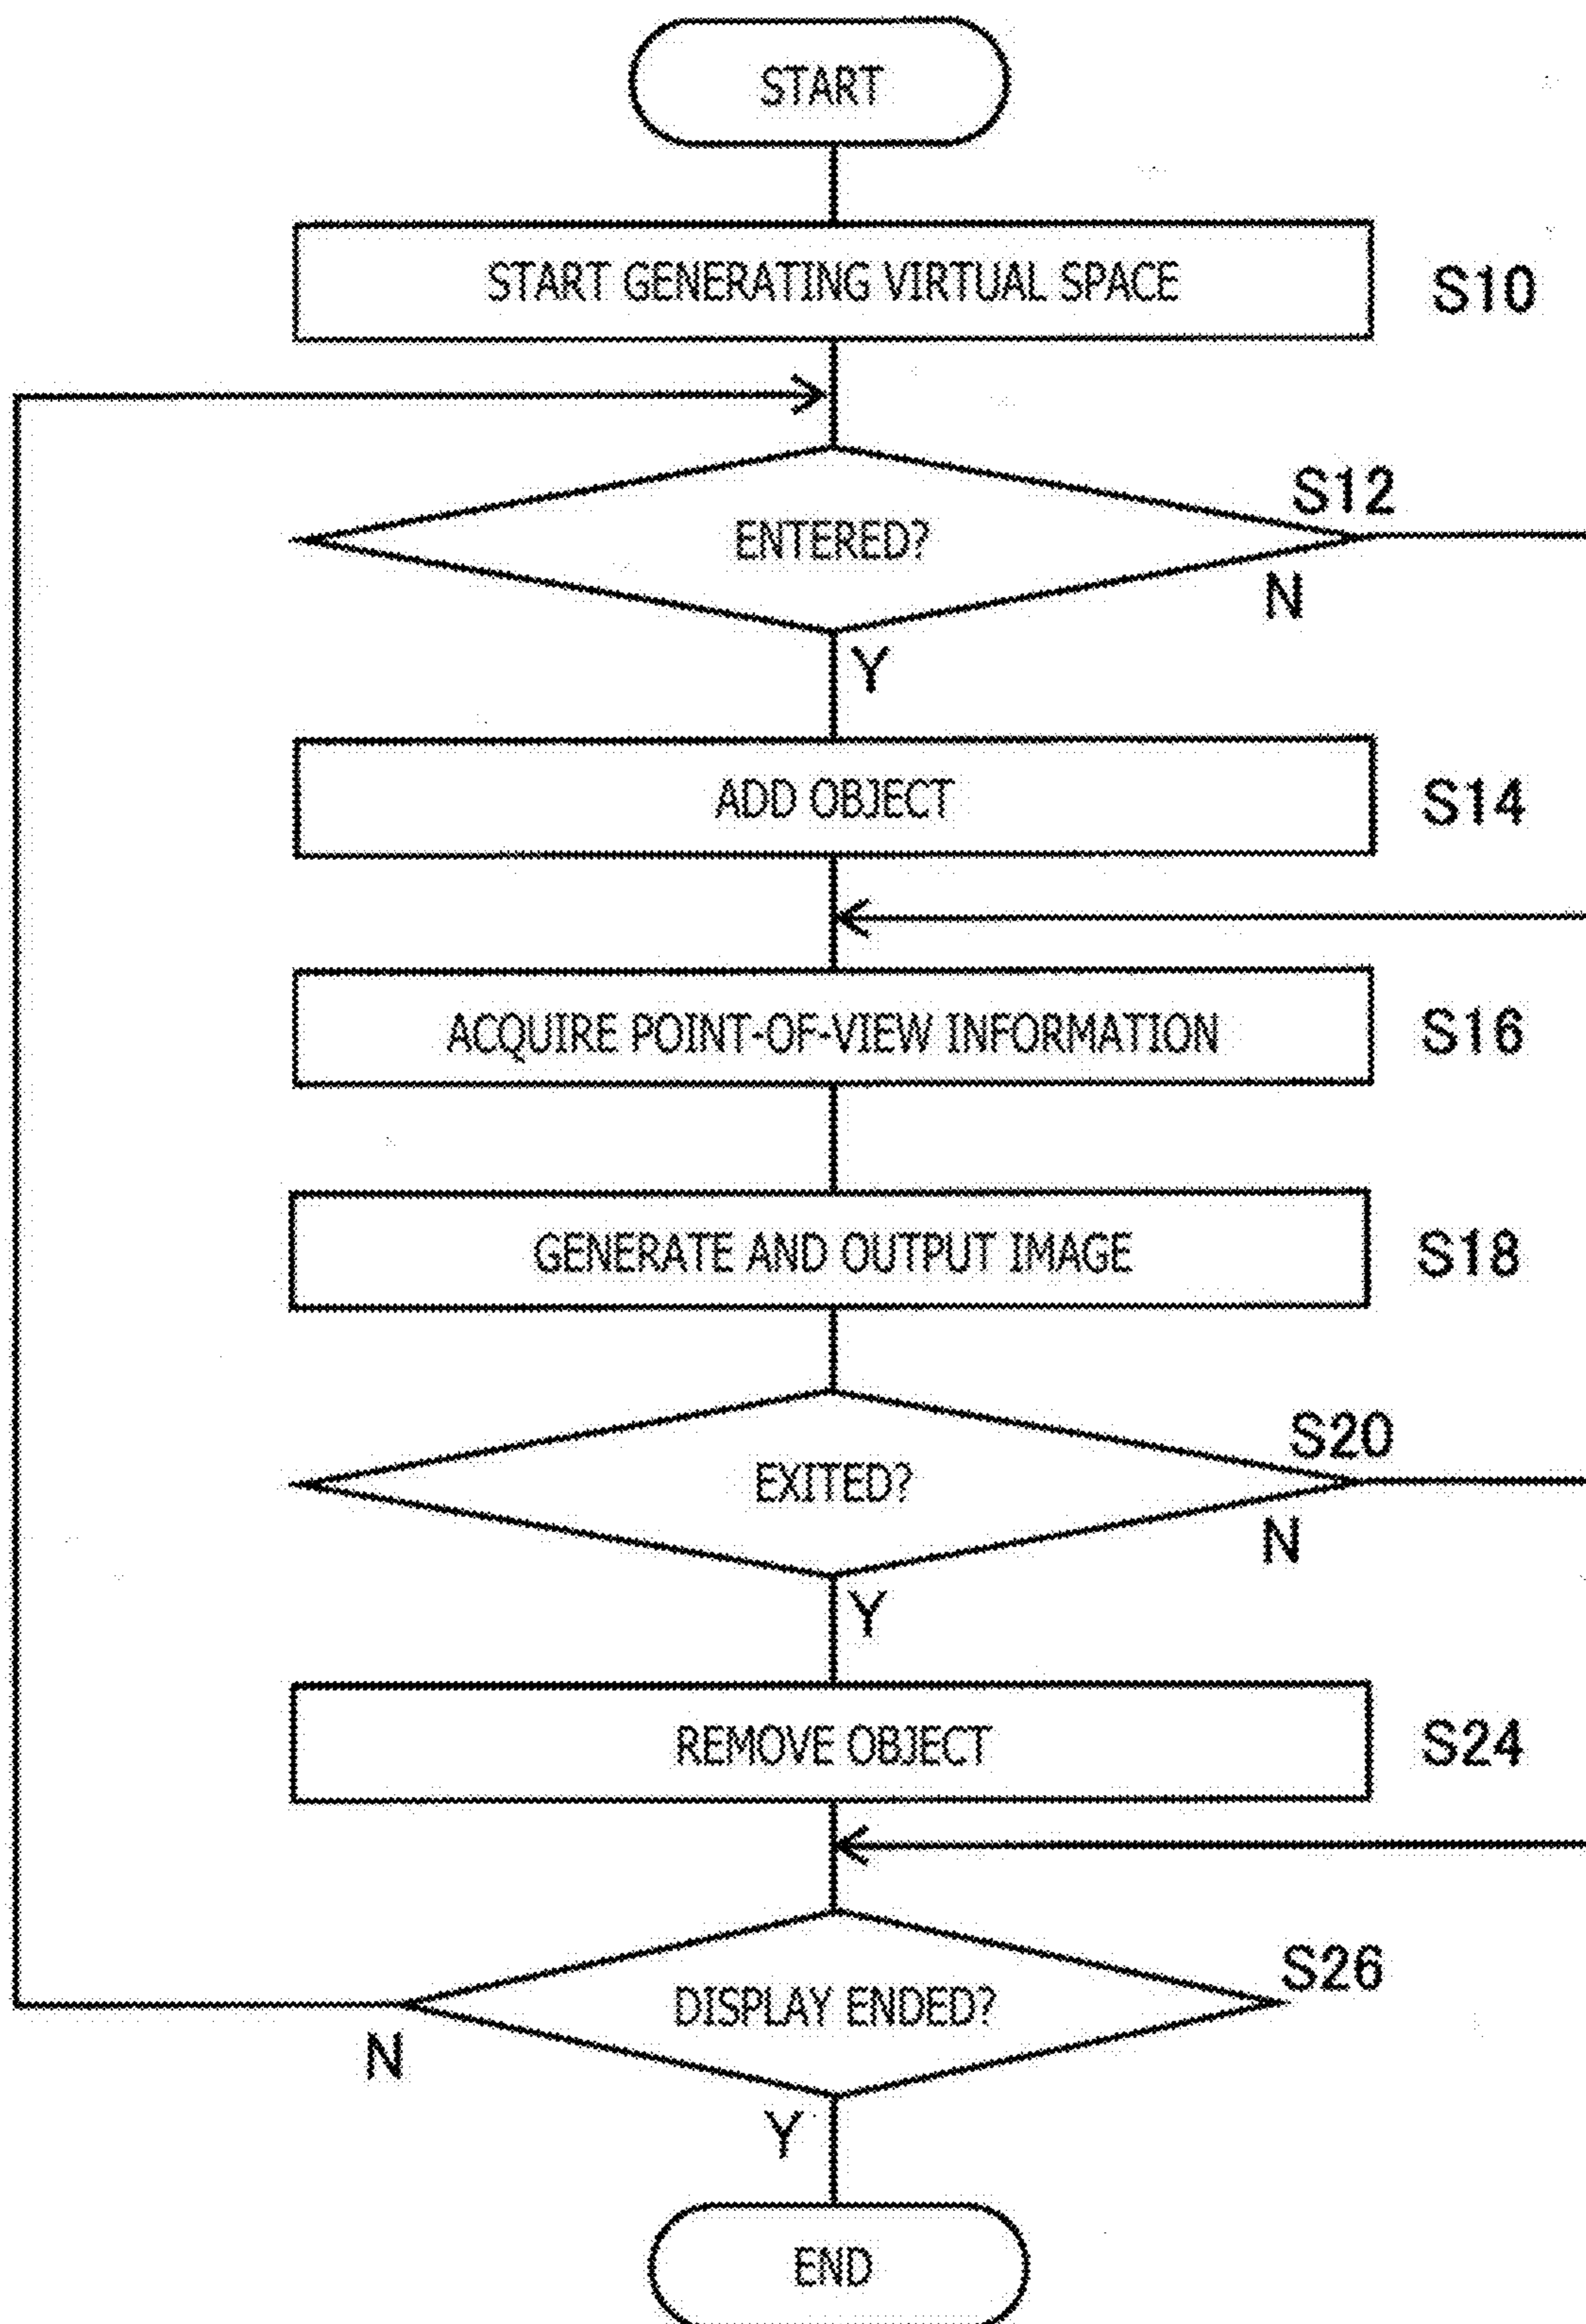 START
START GENERATING VIRTUAL SPACE
S10
S12
ENTERED?
N
Y
ADD OBJECT
S14
ACQUIRE POINT-OF-VIEW INFORMATION
S16
GENERATE AND OUTPUT IMAGE
S18
S20
EXITED?
N
Y
REMOVE OBJECT
S24
S26
DISPLAY ENDED?
N
Y
END